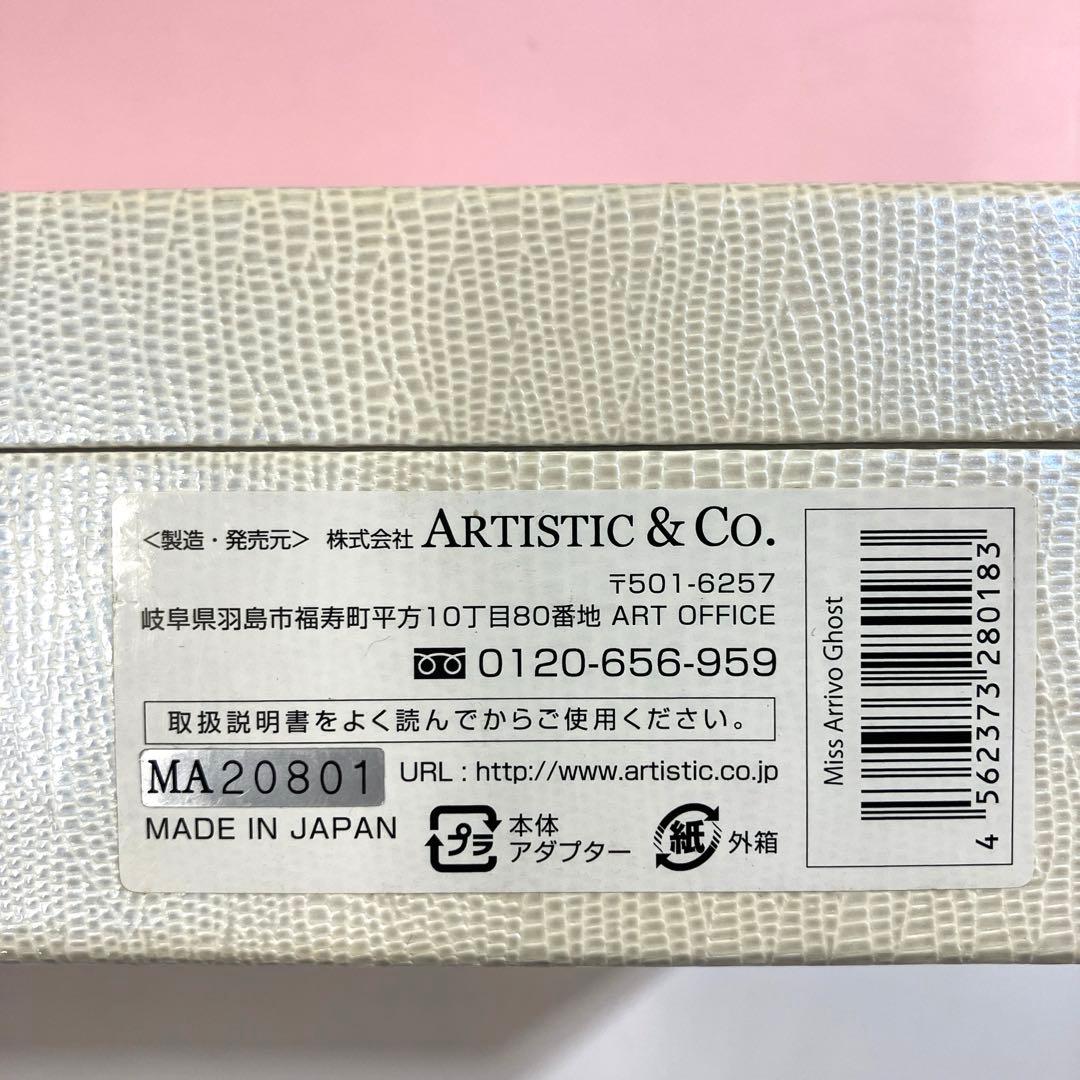 <製造・発売元> 株式会社 ARTISTIC & CO.
〒501-6257
岐阜県羽島市福寿町平方10丁目80番地 ART OFFICE
0120-656-959
取扱説明書をよく読んでからご使用ください。
MA20801 URL : http://www.artistic.co.jp
MADE IN JAPAN
プラ 本体
アダプター
紙 外箱
Miss Arrivo Ghost
4 562373 280183